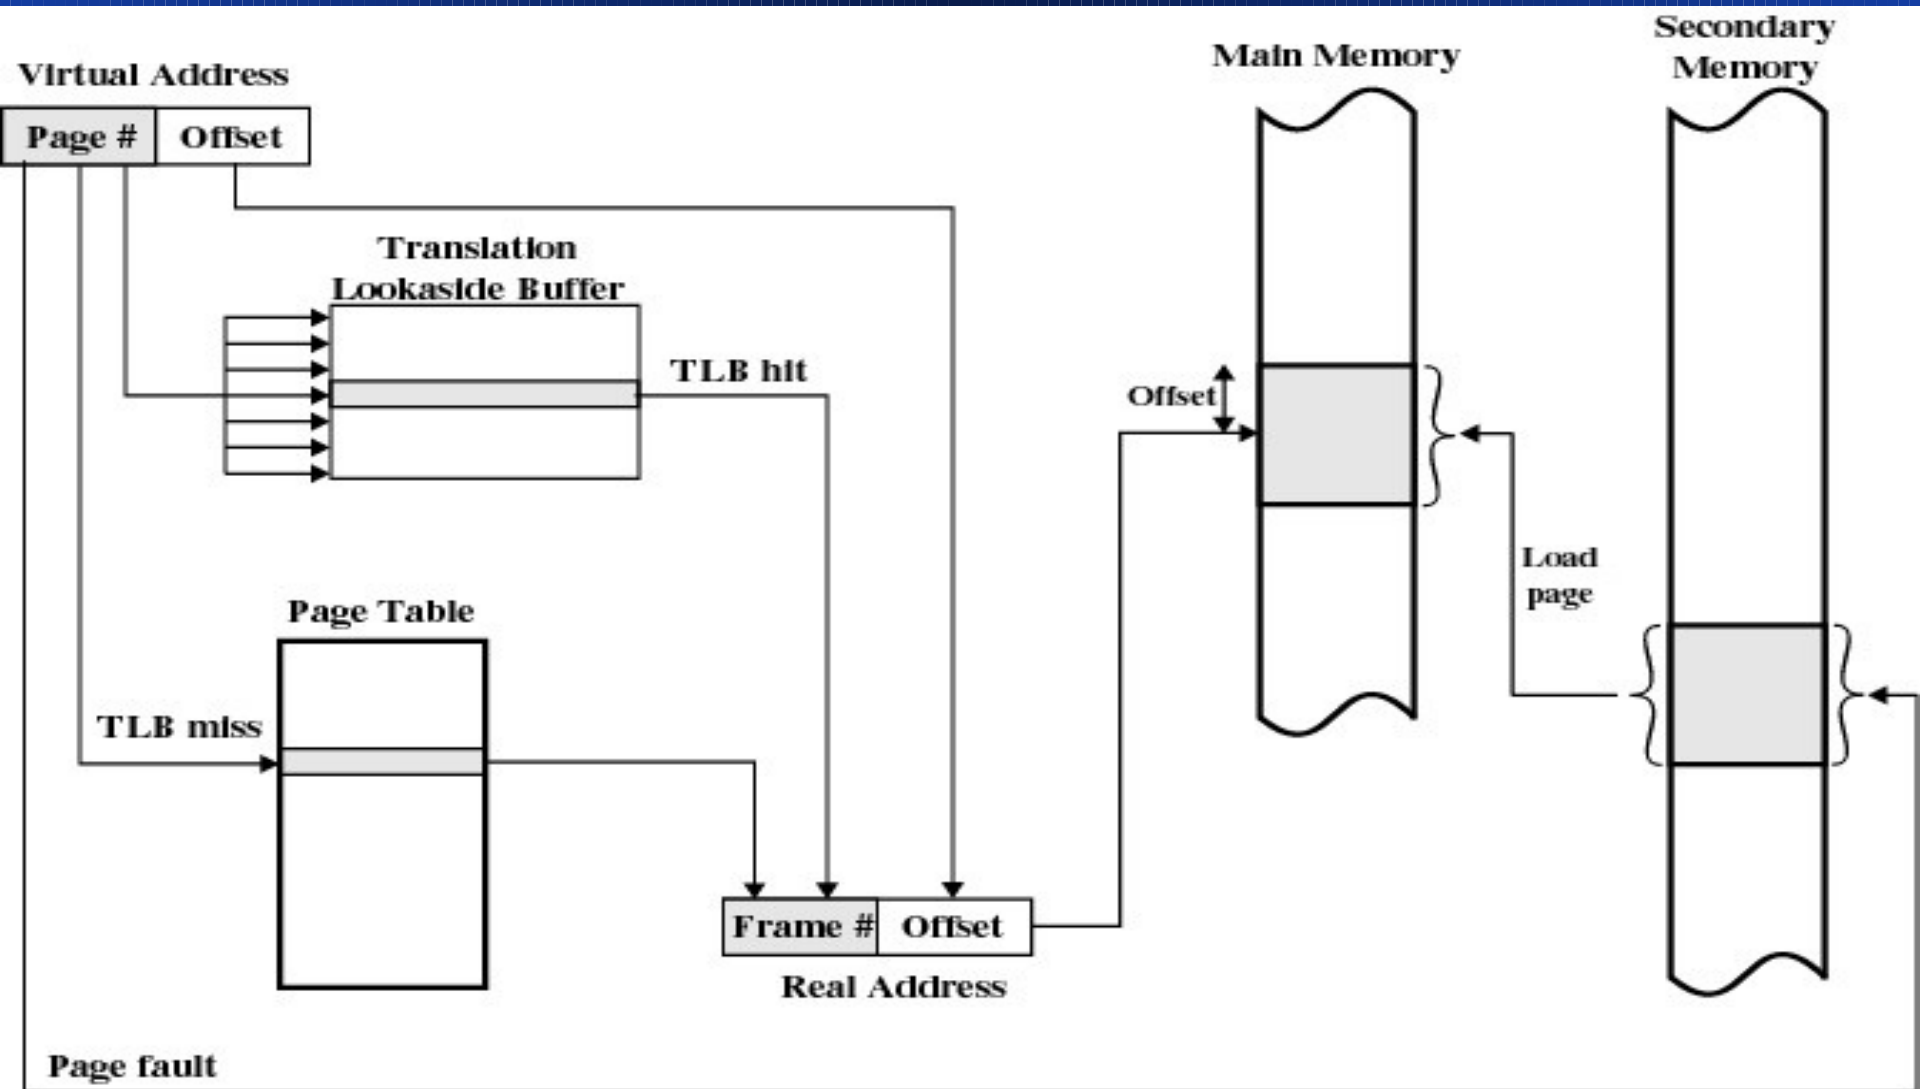 Secondary
Memory
Main Memory
Virtual Address
Page #
Offset
Translation
Lookaside Buffer
TLB hit
Offset
Load
page
Page Table
TLB miss
Frame #
Offset
Real Address
Page fault